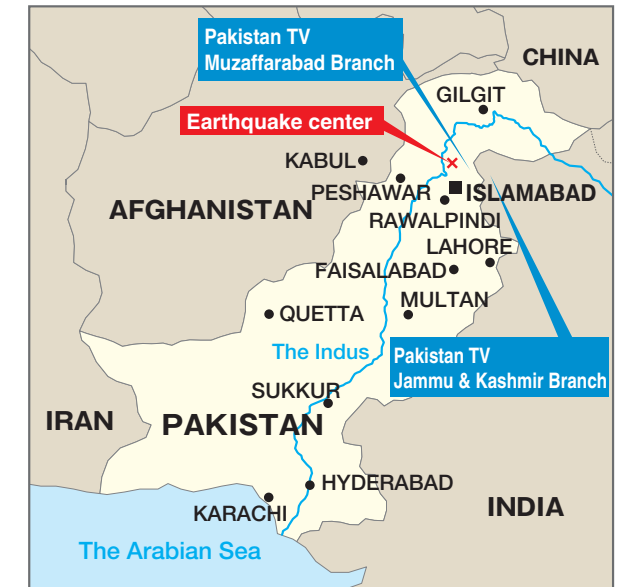 Pakistan TV
Muzaffarabad Branch
CHINA
GILGIT
Earthquake center
KABUL
PESHAWAR
ISLAMABAD
AFGHANISTAN
RAWALPINDI
LAHORE
FAISALABAD
MULTAN
QUETTA
The Indus
Pakistan TV
Jammu & Kashmir Branch
SUKKUR
IRAN
PAKISTAN
HYDERABAD
INDIA
KARACHI
The Arabian Sea